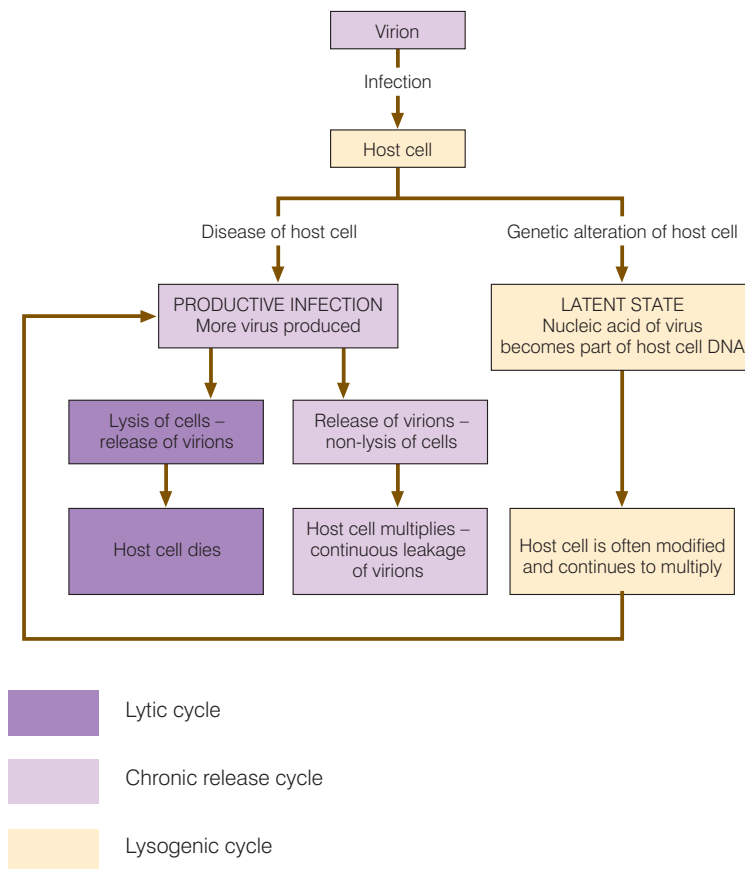 Virion
Infection
Host cell
Disease of host cell
Genetic alteration of host cell
PRODUCTIVE INFECTION
More virus produced
LATENT STATE
Nucleic acid of virus
becomes part of host cell DNA
Lysis of cells –
release of virions
Release of virions –
non-lysis of cells
Host cell dies
Host cell multiplies –
continuous leakage
of virions
Host cell is often modified
and continues to multiply
Lytic cycle
Chronic release cycle
Lysogenic cycle